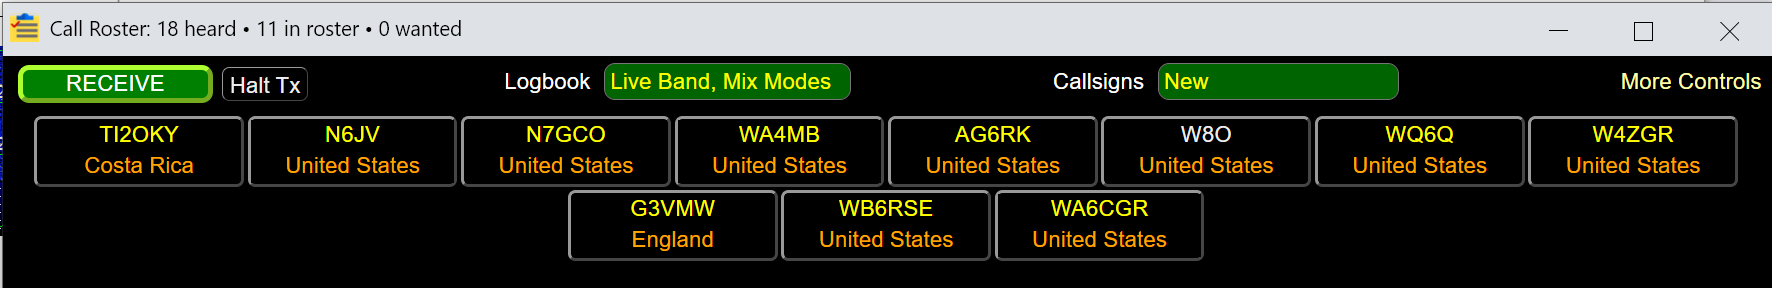 Call Roster: 18 heard • 11 in roster • 0 wanted
RECEIVE Halt Tx Logbook Live Band, Mix Modes Callsigns New More Controls
TI2OKY N6JV N7GCO WA4MB AG6RK W8O WQ6Q W4ZGR
Costa Rica United States United States United States United States United States United States United States
G3VMW WB6RSE WA6CGR
England United States United States